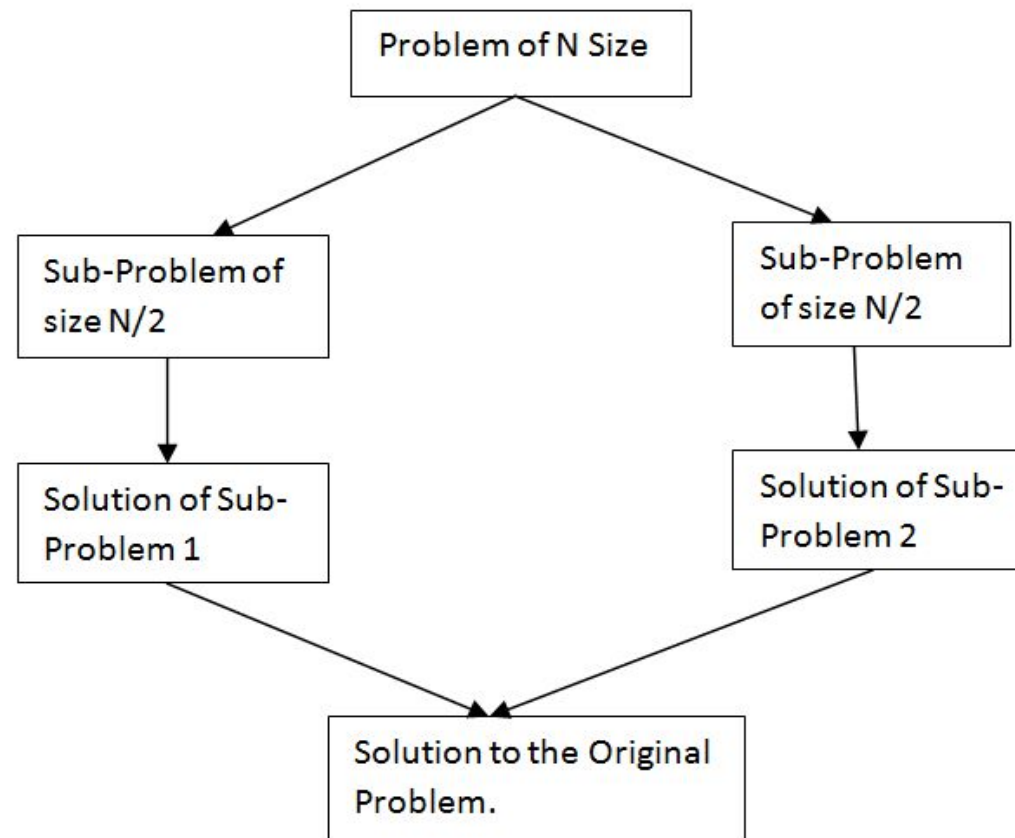 Problem of N Size
Sub-Problem of
size N/2
Sub-Problem
of size N/2
Solution of Sub-
Problem 1
Solution of Sub-
Problem 2
Solution to the Original
Problem.